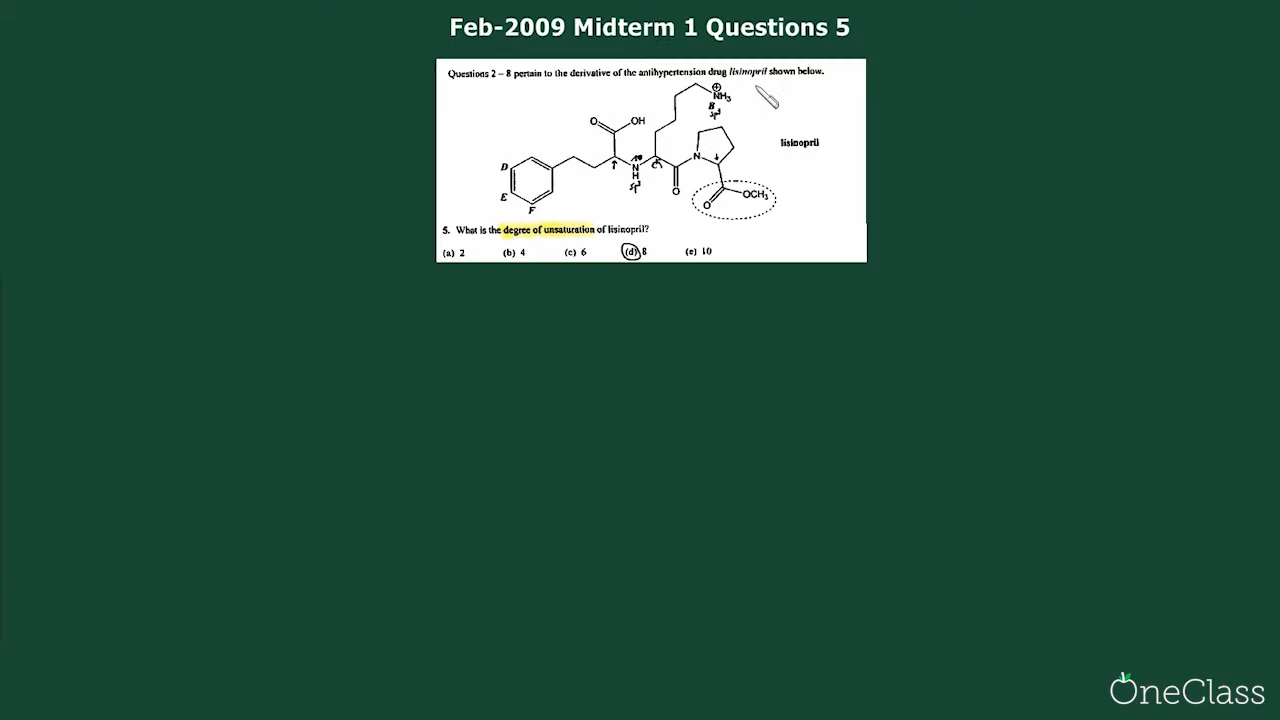 Feb-2009 Midterm 1 Questions 5
Questions 2 – 8 pertain to the derivative of the antihypertension drug lisinopril shown below.
⊕
NH3
B
sp3
O OH
lisinopril
N
N
H
sp3
C
D
O
OCH3
E
O
F
5. What is the degree of unsaturation of lisinopril?
(a) 2 (b) 4 (c) 6 (d) 8 (e) 10
OneClass